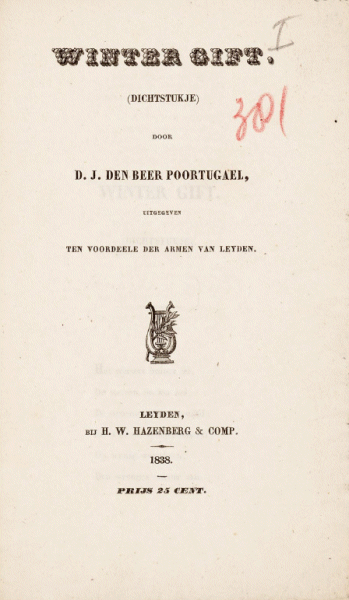 I
WINTER GIFT.
(DICHTSTUKJE)
381
DOOR
D. J. DEN BEER POORTUGAEL,
UITGEGEVEN
TEN VOORDEELE DER ARMEN VAN LEYDEN.
LEYDEN,
BIJ H. W. HAZENBERG & COMP.
1838.
PRIJS 25 CENT.